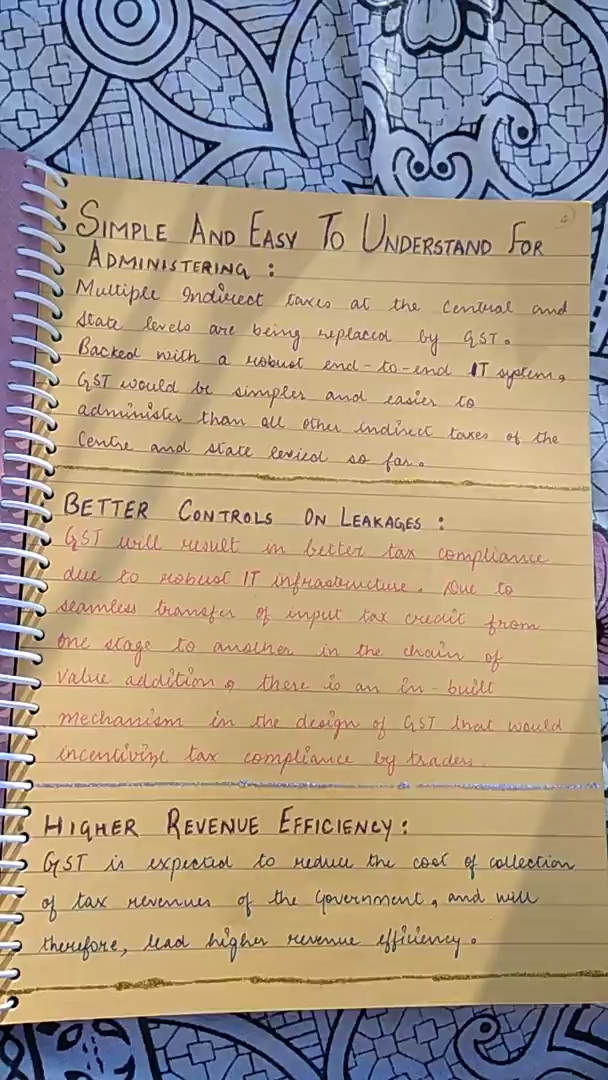 SIMPLE AND EASY TO UNDERSTAND FOR
ADMINISTERING :
Multiple Indirect taxes at the central and
state levels are being replaced by GST.
Backed with a robust end-to-end IT system,
GST would be simpler and easier to
administer than all other indirect taxes of the
Centre and state levied so far.
BETTER CONTROLS ON LEAKAGES :
GST will result in better tax compliance
due to robust IT infrastructure. Due to
seamless transfer of input tax credit from
one stage to another in the chain of
value addition, there is an in-built
mechanism in the design of GST that would
incentivize tax compliance by traders.
HIGHER REVENUE EFFICIENCY :
GST is expected to reduce the cost of collection
of tax revenues of the Government, and will
therefore, lead higher revenue efficiency.